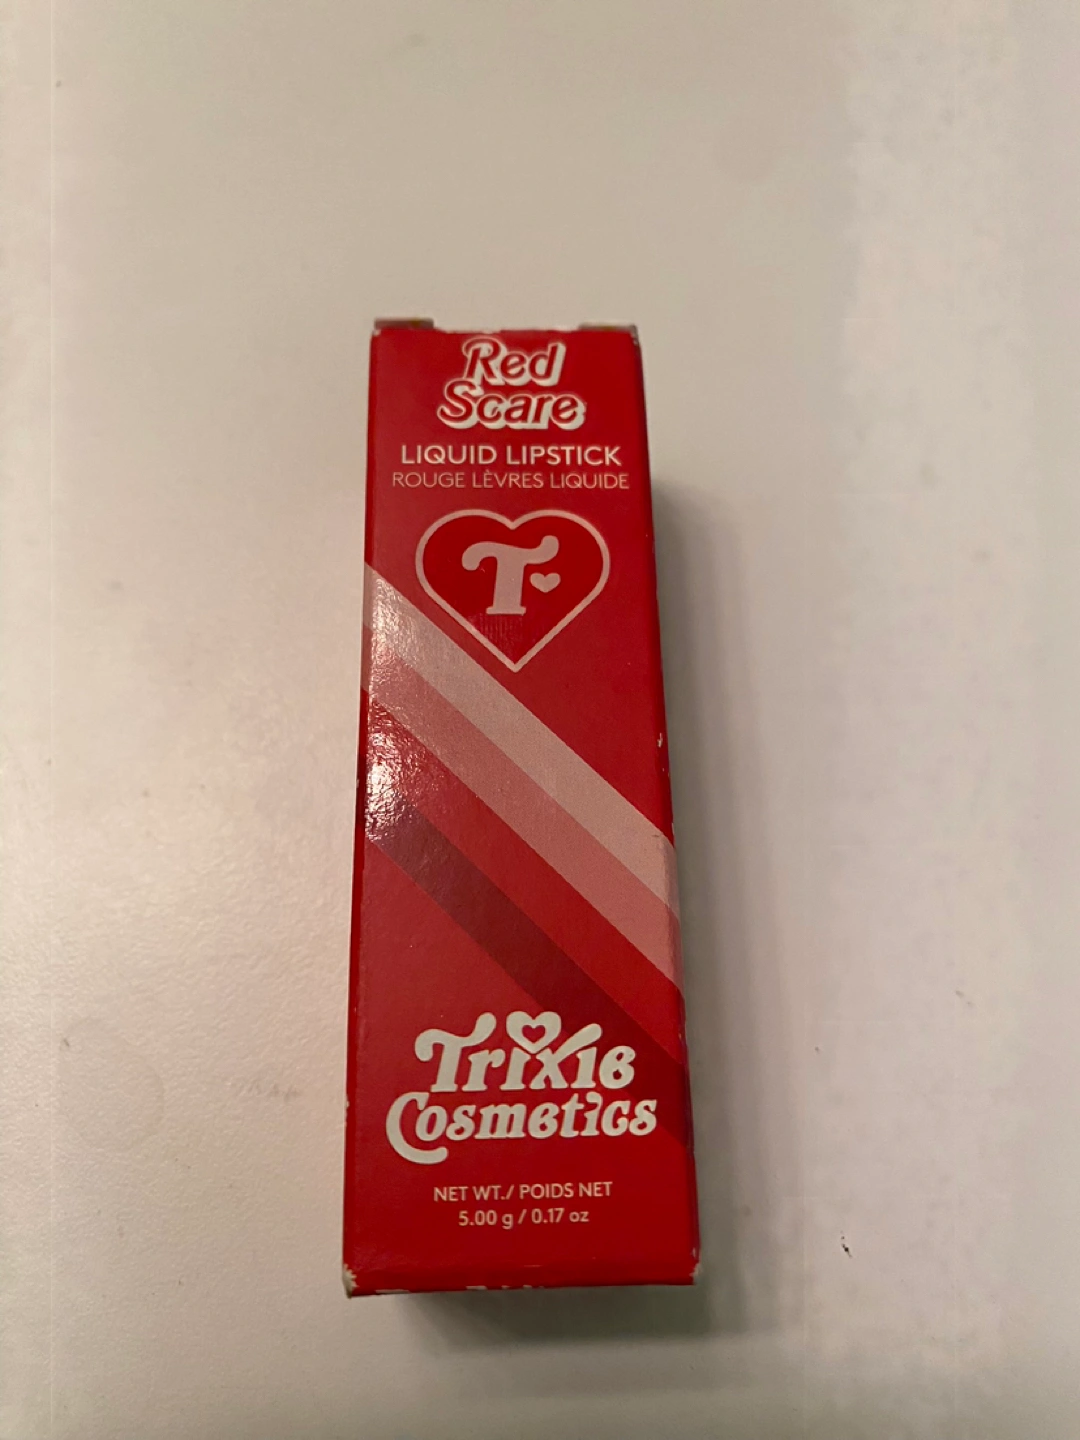 Red
Scare
LIQUID LIPSTICK
ROUGE LÈVRES LIQUIDE
T
Trixie
Cosmetics
NET WT./ POIDS NET
5.00 g / 0.17 oz